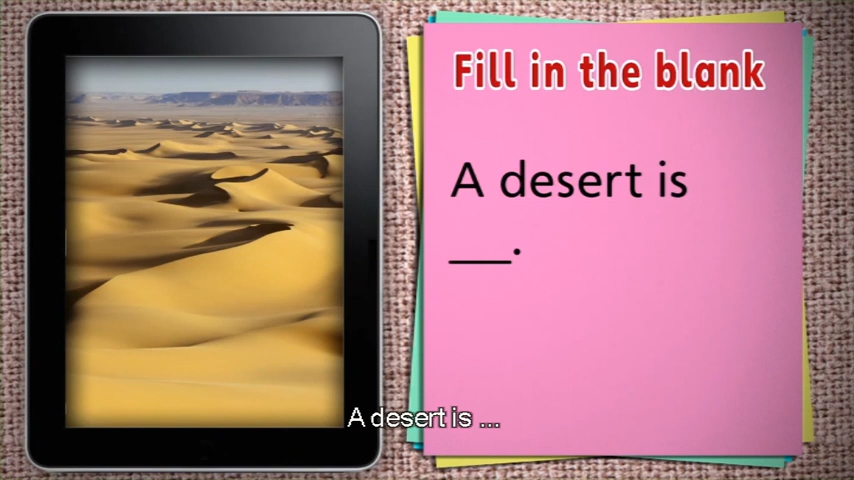 Fill in the blank
A desert is
___.
A desert is ...